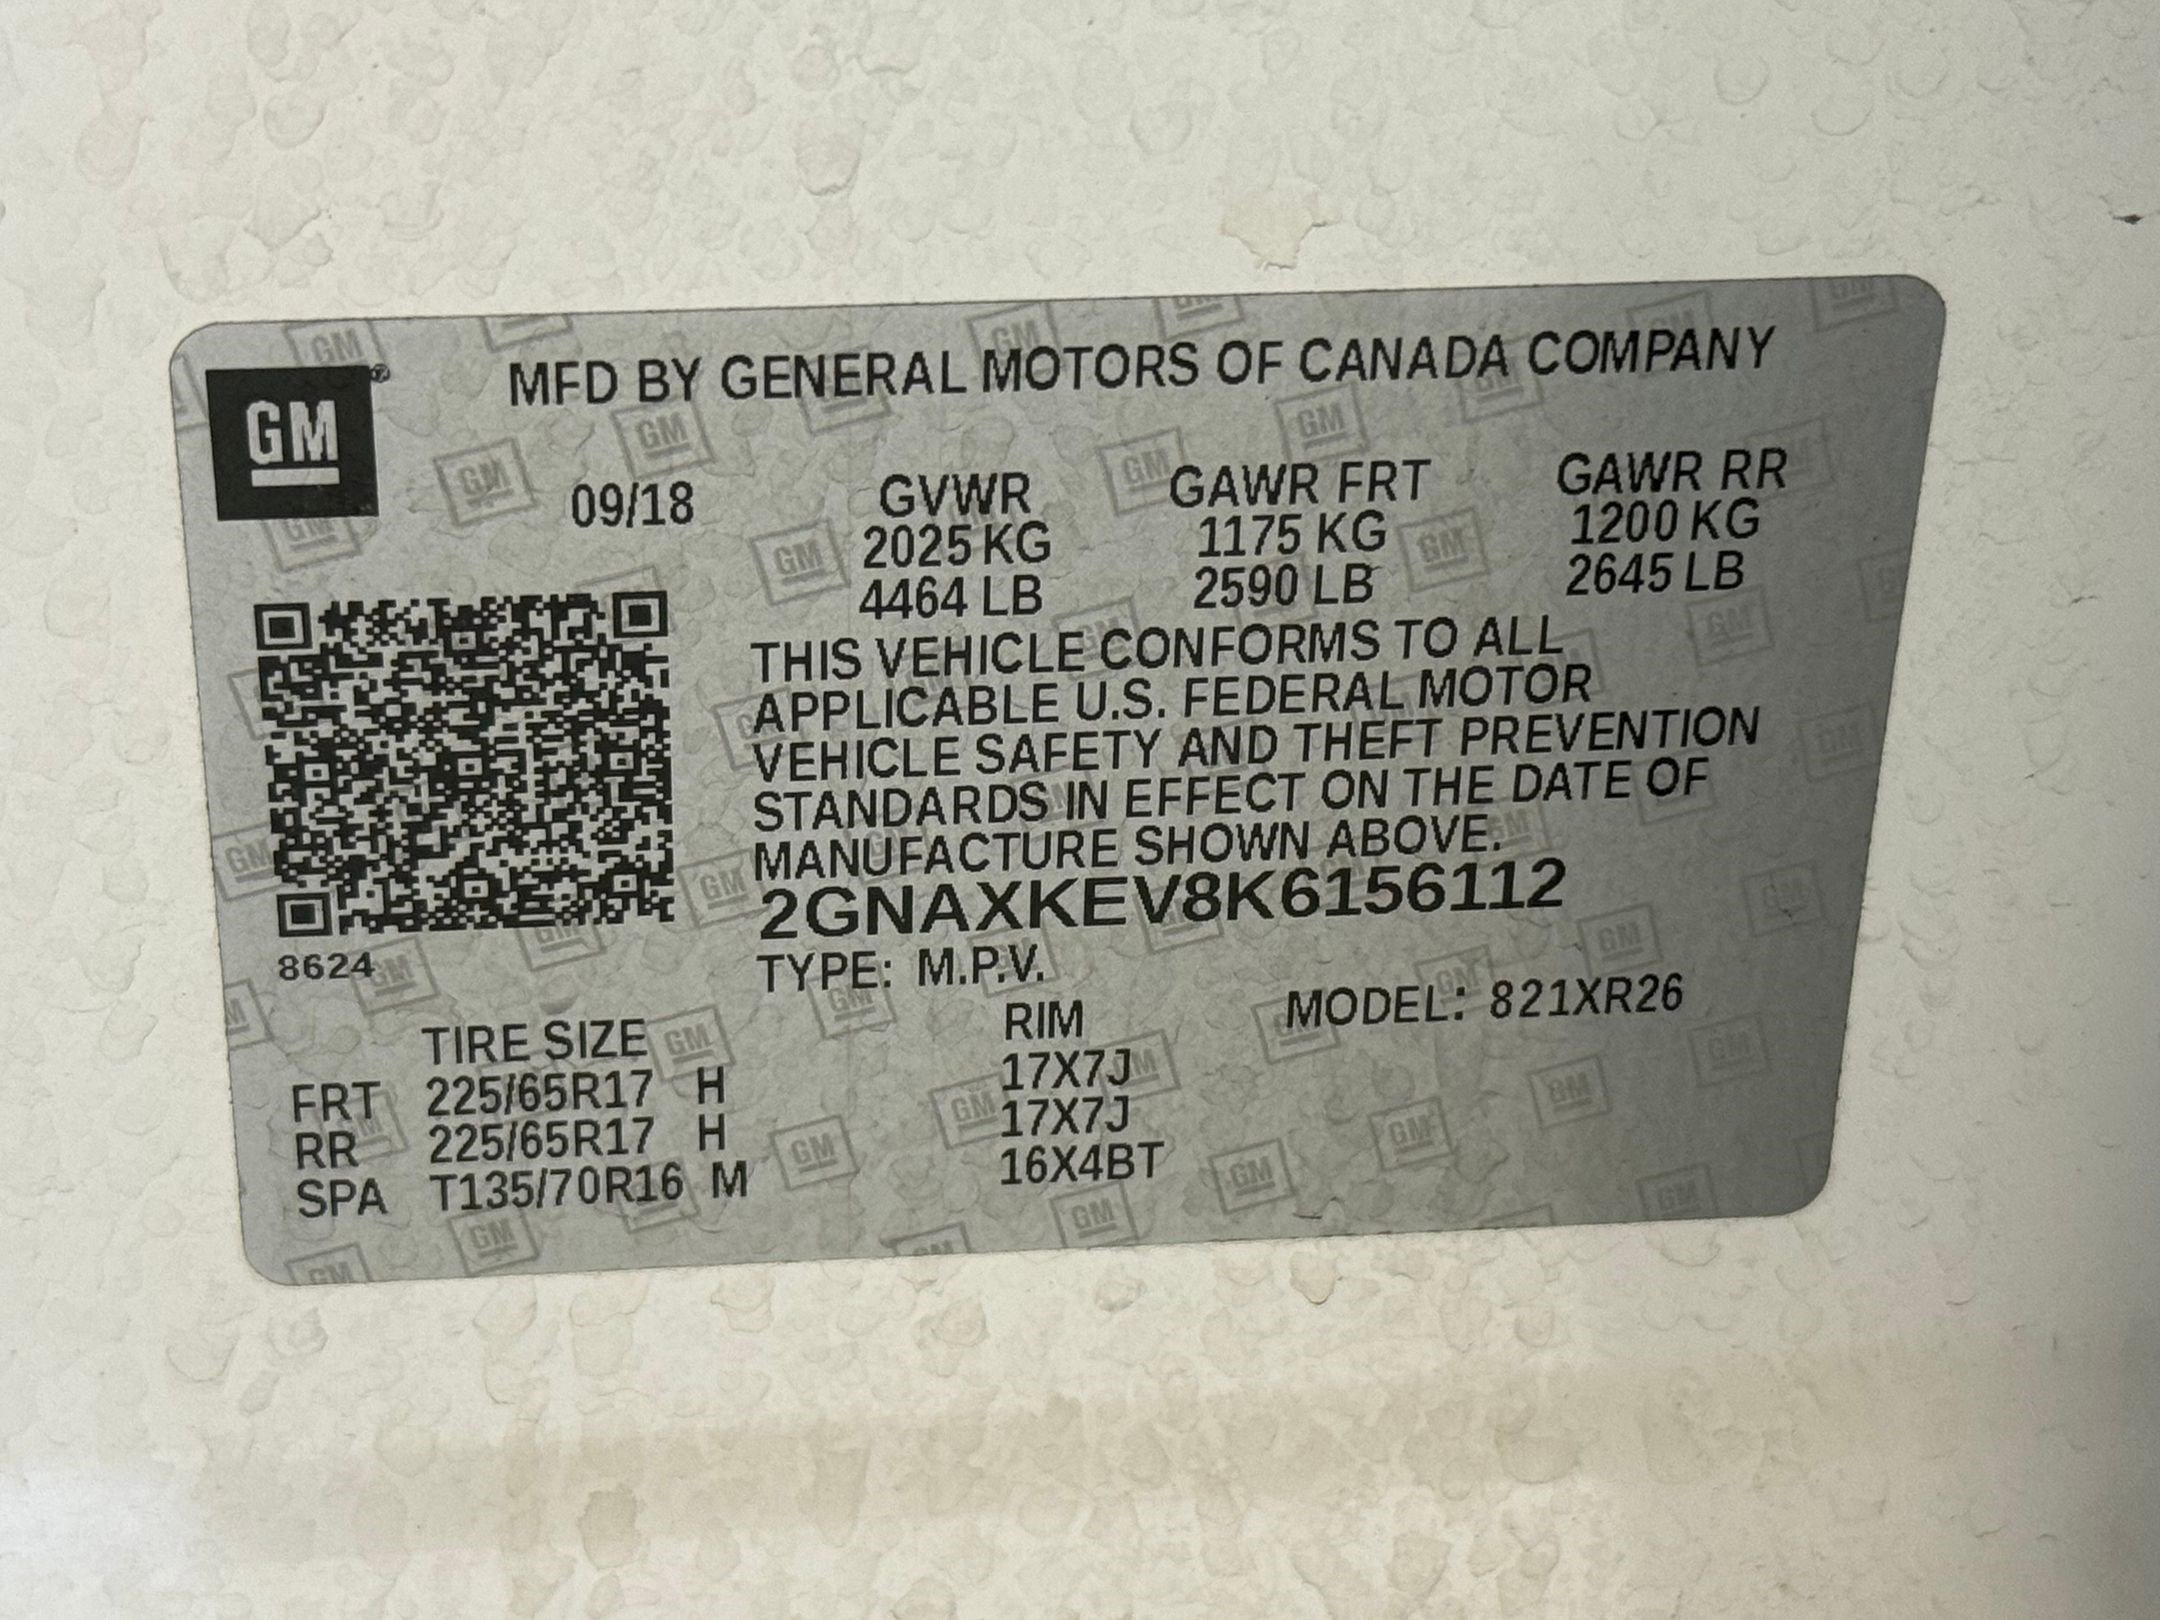 GM
MFD BY GENERAL MOTORS OF CANADA COMPANY
09/18
GVWR GAWR FRT GAWR RR
2025 KG 1175 KG 1200 KG
4464 LB 2590 LB 2645 LB
THIS VEHICLE CONFORMS TO ALL
APPLICABLE U.S. FEDERAL MOTOR
VEHICLE SAFETY AND THEFT PREVENTION
STANDARDS IN EFFECT ON THE DATE OF
MANUFACTURE SHOWN ABOVE.
2GNAXKEV8K6156112
8624
TYPE: M.P.V. MODEL: 821XR26
TIRE SIZE RIM
FRT 225/65R17 H 17X7J
RR 225/65R17 H 17X7J
SPA T135/70R16 M 16X4BT